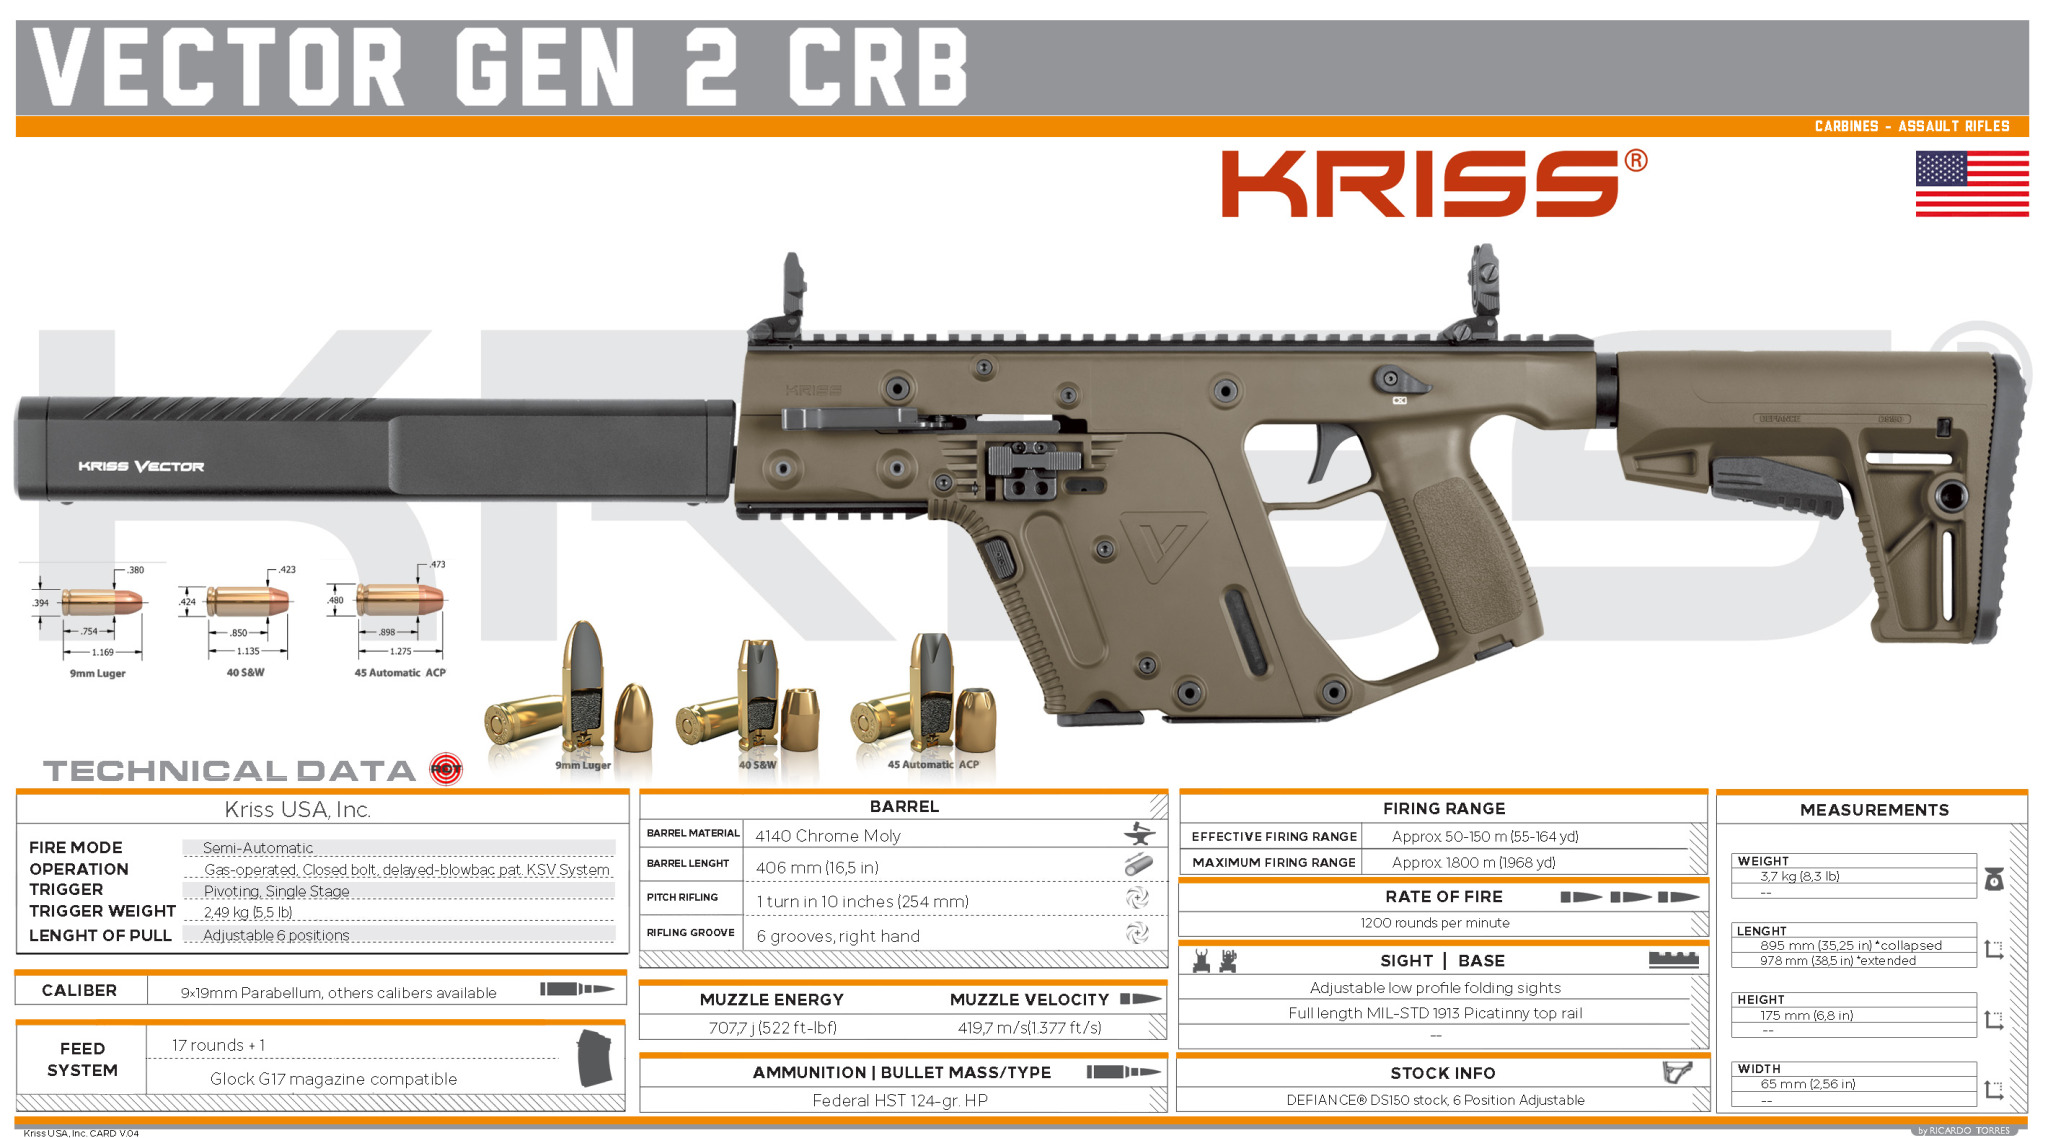 VECTOR GEN 2 CRB
CARBINES - ASSAULT RIFLES
KRISS®
KRISS
KRISS VECTOR
DEFIANCE DS150
.380
.394
.754
1.169
9mm Luger
.423
.424
.850
1.135
40 S&W
.473
.480
.898
1.275
45 Automatic ACP
9mm Luger
40 S&W
45 Automatic ACP
TECHNICAL DATA
Kriss USA, Inc.
FIRE MODE Semi-Automatic
OPERATION Gas-operated, Closed bolt, delayed-blowbac pat. KSV System
TRIGGER Pivoting, Single Stage
TRIGGER WEIGHT 2,49 kg (5,5 lb)
LENGHT OF PULL Adjustable 6 positions
CALIBER 9x19mm Parabellum, others calibers available
FEED SYSTEM
17 rounds + 1
Glock G17 magazine compatible
BARREL
BARREL MATERIAL 4140 Chrome Moly
BARREL LENGHT 406 mm (16,5 in)
PITCH RIFLING 1 turn in 10 inches (254 mm)
RIFLING GROOVE 6 grooves, right hand
MUZZLE ENERGY MUZZLE VELOCITY
707,7 j (522 ft-lbf) 419,7 m/s(1.377 ft/s)
AMMUNITION | BULLET MASS/TYPE
Federal HST 124-gr. HP
FIRING RANGE
EFFECTIVE FIRING RANGE Approx. 50-150 m (55-164 yd)
MAXIMUM FIRING RANGE Approx. 1.800 m (1.968 yd)
RATE OF FIRE
1200 rounds per minute
SIGHT | BASE
Adjustable low profile folding sights
Full length MIL-STD 1913 Picatinny top rail
--
STOCK INFO
DEFIANCE® DS150 stock, 6 Position Adjustable
MEASUREMENTS
WEIGHT
3,7 kg (8,3 lb)
--
LENGHT
895 mm (35,25 in) *collapsed
978 mm (38,5 in) *extended
HEIGHT
175 mm (6,8 in)
--
WIDTH
65 mm (2,56 in)
--
Kriss USA, Inc. CARD V.04
by RICARDO TORRES